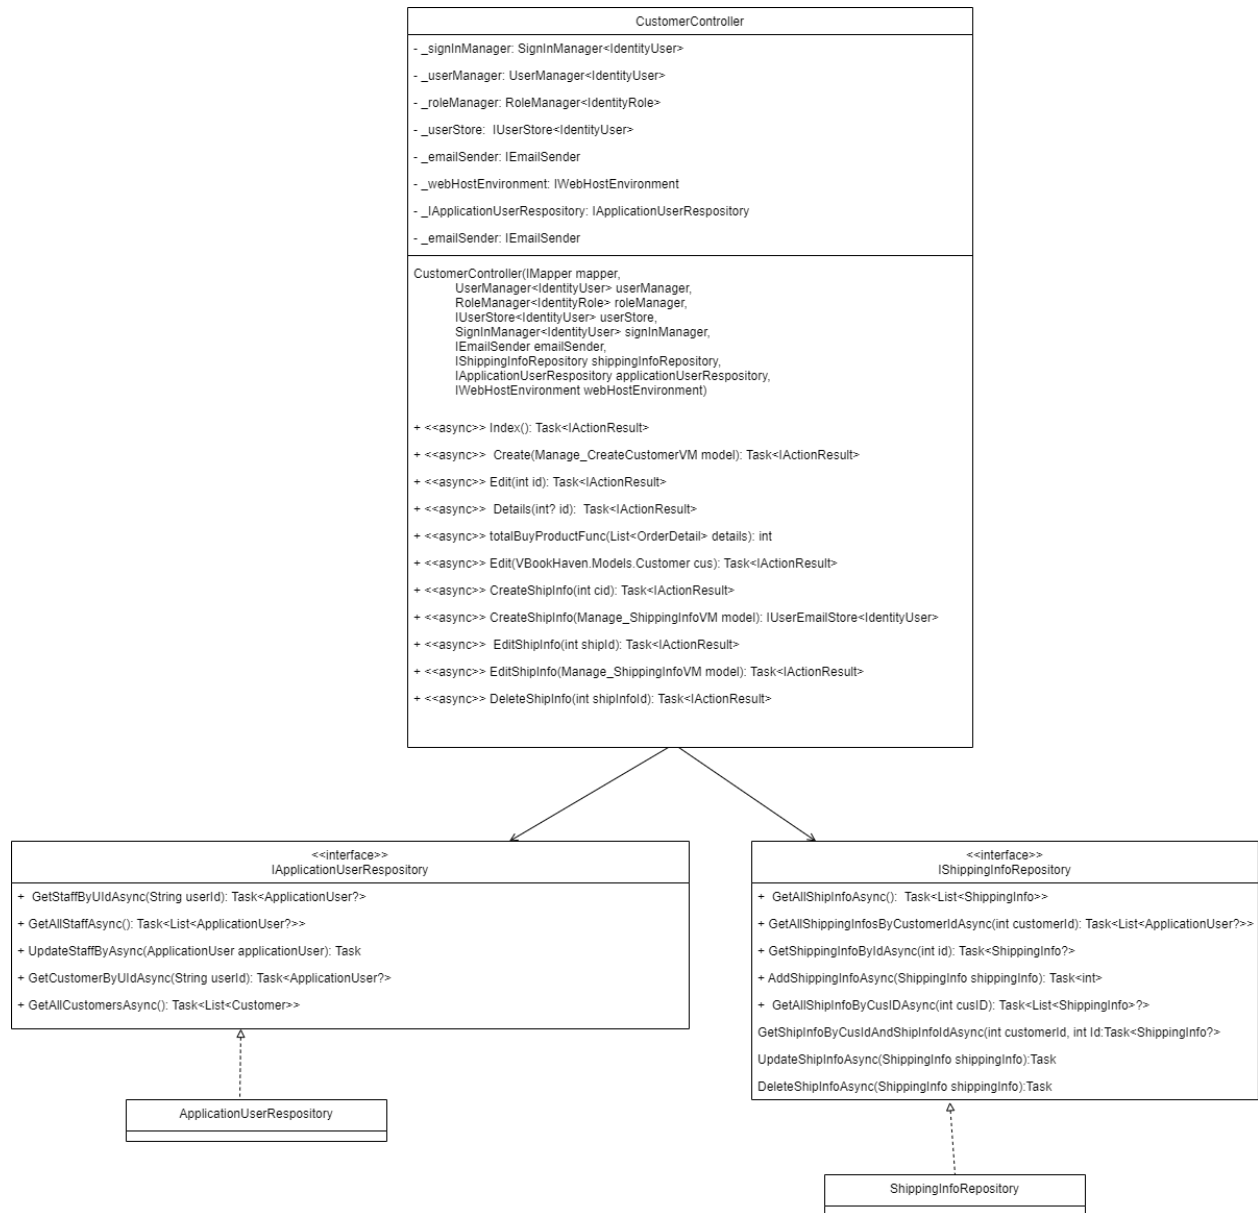 CustomerController
- _signInManager: SignInManager<IdentityUser>
- _userManager: UserManager<IdentityUser>
- _roleManager: RoleManager<IdentityRole>
- _userStore:  IUserStore<IdentityUser>
- _emailSender: IEmailSender
- _webHostEnvironment: IWebHostEnvironment
- _IApplicationUserRespository: IApplicationUserRespository
- _emailSender: IEmailSender
CustomerController(IMapper mapper,
UserManager<IdentityUser> userManager,
RoleManager<IdentityRole> roleManager,
IUserStore<IdentityUser> userStore,
SignInManager<IdentityUser> signInManager,
IEmailSender emailSender,
IShippingInfoRepository shippingInfoRepository,
IApplicationUserRespository applicationUserRespository,
IWebHostEnvironment webHostEnvironment)
+ <<async>> Index(): Task<IActionResult>
+ <<async>>  Create(Manage_CreateCustomerVM model): Task<IActionResult>
+ <<async>> Edit(int id): Task<IActionResult>
+ <<async>>  Details(int? id):  Task<IActionResult>
+ <<async>> totalBuyProductFunc(List<OrderDetail> details): int
+ <<async>> Edit(VBookHaven.Models.Customer cus): Task<IActionResult>
+ <<async>> CreateShipInfo(int cid): Task<IActionResult>
+ <<async>> CreateShipInfo(Manage_ShippingInfoVM model): IUserEmailStore<IdentityUser>
+ <<async>>  EditShipInfo(int shipId): Task<IActionResult>
+ <<async>> EditShipInfo(Manage_ShippingInfoVM model): Task<IActionResult>
+ <<async>> DeleteShipInfo(int shipInfoId): Task<IActionResult>
<<interface>>
IApplicationUserRespository
+  GetStaffByUIdAsync(String userId): Task<ApplicationUser?>
+ GetAllStaffAsync(): Task<List<ApplicationUser?>>
+ UpdateStaffByAsync(ApplicationUser applicationUser): Task
+ GetCustomerByUIdAsync(String userId): Task<ApplicationUser?>
+ GetAllCustomersAsync(): Task<List<Customer>>
ApplicationUserRespository
<<interface>>
IShippingInfoRepository
+  GetAllShipInfoAsync():  Task<List<ShippingInfo>>
+ GetAllShippingInfosByCustomerIdAsync(int customerId): Task<List<ApplicationUser?>>
+ GetShippingInfoByIdAsync(int id): Task<ShippingInfo?>
+ AddShippingInfoAsync(ShippingInfo shippingInfo): Task<int>
+  GetAllShipInfoByCusIDAsync(int cusID): Task<List<ShippingInfo>?>
GetShipInfoByCusIdAndShipInfoIdAsync(int customerId, int Id:Task<ShippingInfo?>
UpdateShipInfoAsync(ShippingInfo shippingInfo):Task
DeleteShipInfoAsync(ShippingInfo shippingInfo):Task
ShippingInfoRepository